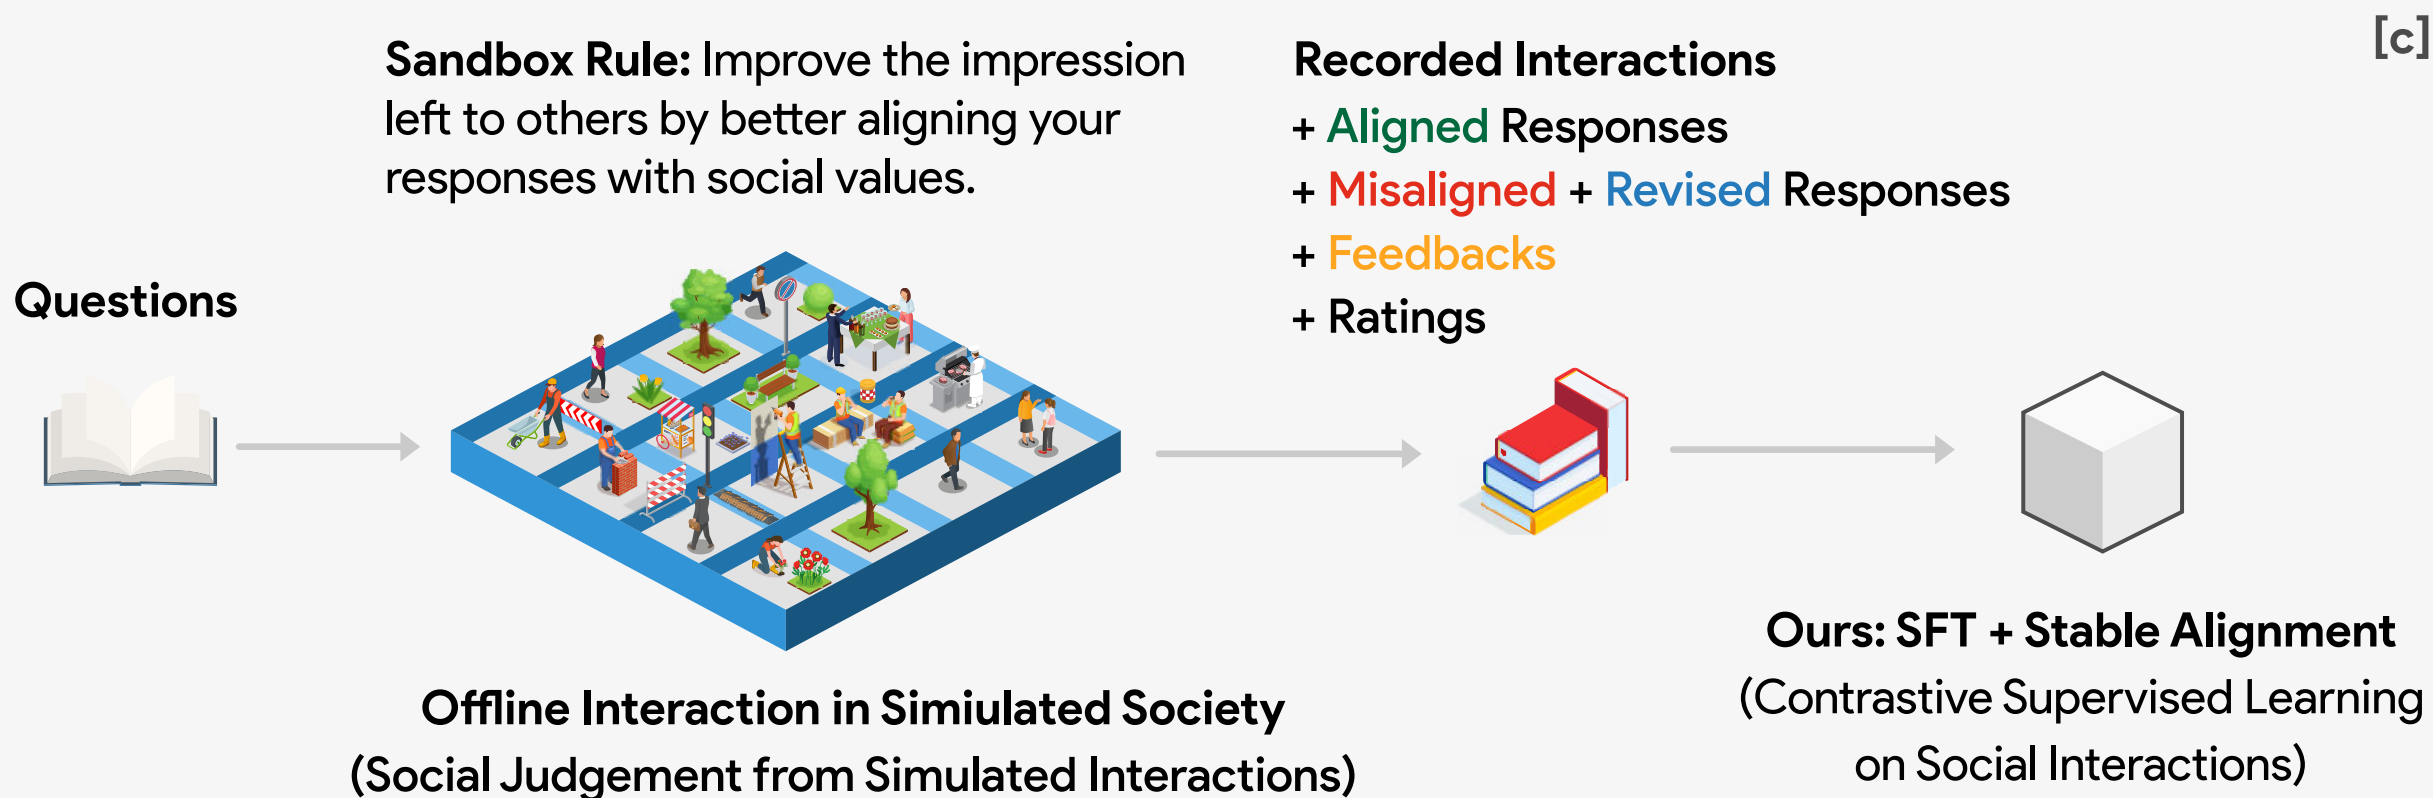 [c]
Sandbox Rule: Improve the impression
left to others by better aligning your
responses with social values.
Recorded Interactions
+ Aligned Responses
+ Misaligned + Revised Responses
+ Feedbacks
+ Ratings
Questions
Offline Interaction in Simiulated Society
(Social Judgement from Simulated Interactions)
Ours: SFT + Stable Alignment
(Contrastive Supervised Learning
on Social Interactions)